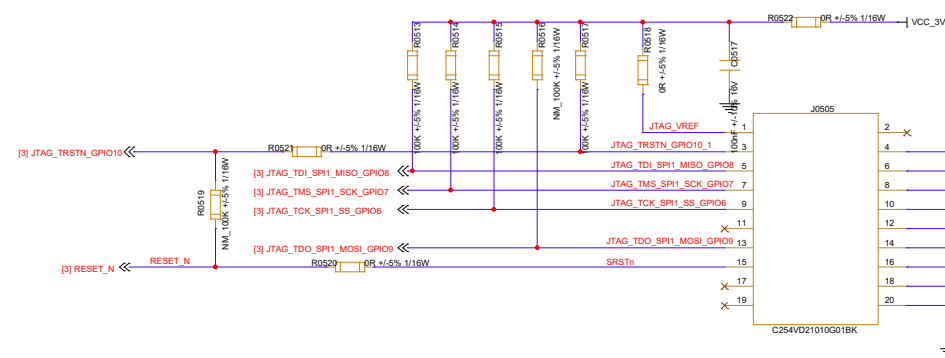 R0522 0R +/-5% 1/16W
VCC_3V
R0513
100K +/-5% 1/16W
R0514
100K +/-5% 1/16W
R0515
100K +/-5% 1/16W
R0516
NM_100K +/-5% 1/16W
R0517
100K +/-5% 1/16W
R0518
0R +/-5% 1/16W
C0517
100nF +/-10% 16V
J0505
JTAG_VREF 1 2
[3] JTAG_TRSTN_GPIO10 R0521 0R +/-5% 1/16W JTAG_TRSTN_GPIO10_1 3 4
[3] JTAG_TDI_SPI1_MISO_GPIO8 JTAG_TDI_SPI1_MISO_GPIO8 5 6
[3] JTAG_TMS_SPI1_SCK_GPIO7 JTAG_TMS_SPI1_SCK_GPIO7 7 8
R0519
NM_100K +/-5% 1/16W
[3] JTAG_TCK_SPI1_SS_GPIO6 JTAG_TCK_SPI1_SS_GPIO6 9 10
11 12
[3] JTAG_TDO_SPI1_MOSI_GPIO9 JTAG_TDO_SPI1_MOSI_GPIO9 13 14
[3] RESET_N RESET_N R0520 0R +/-5% 1/16W SRSTn 15 16
17 18
19 20
C254VD21010G01BK